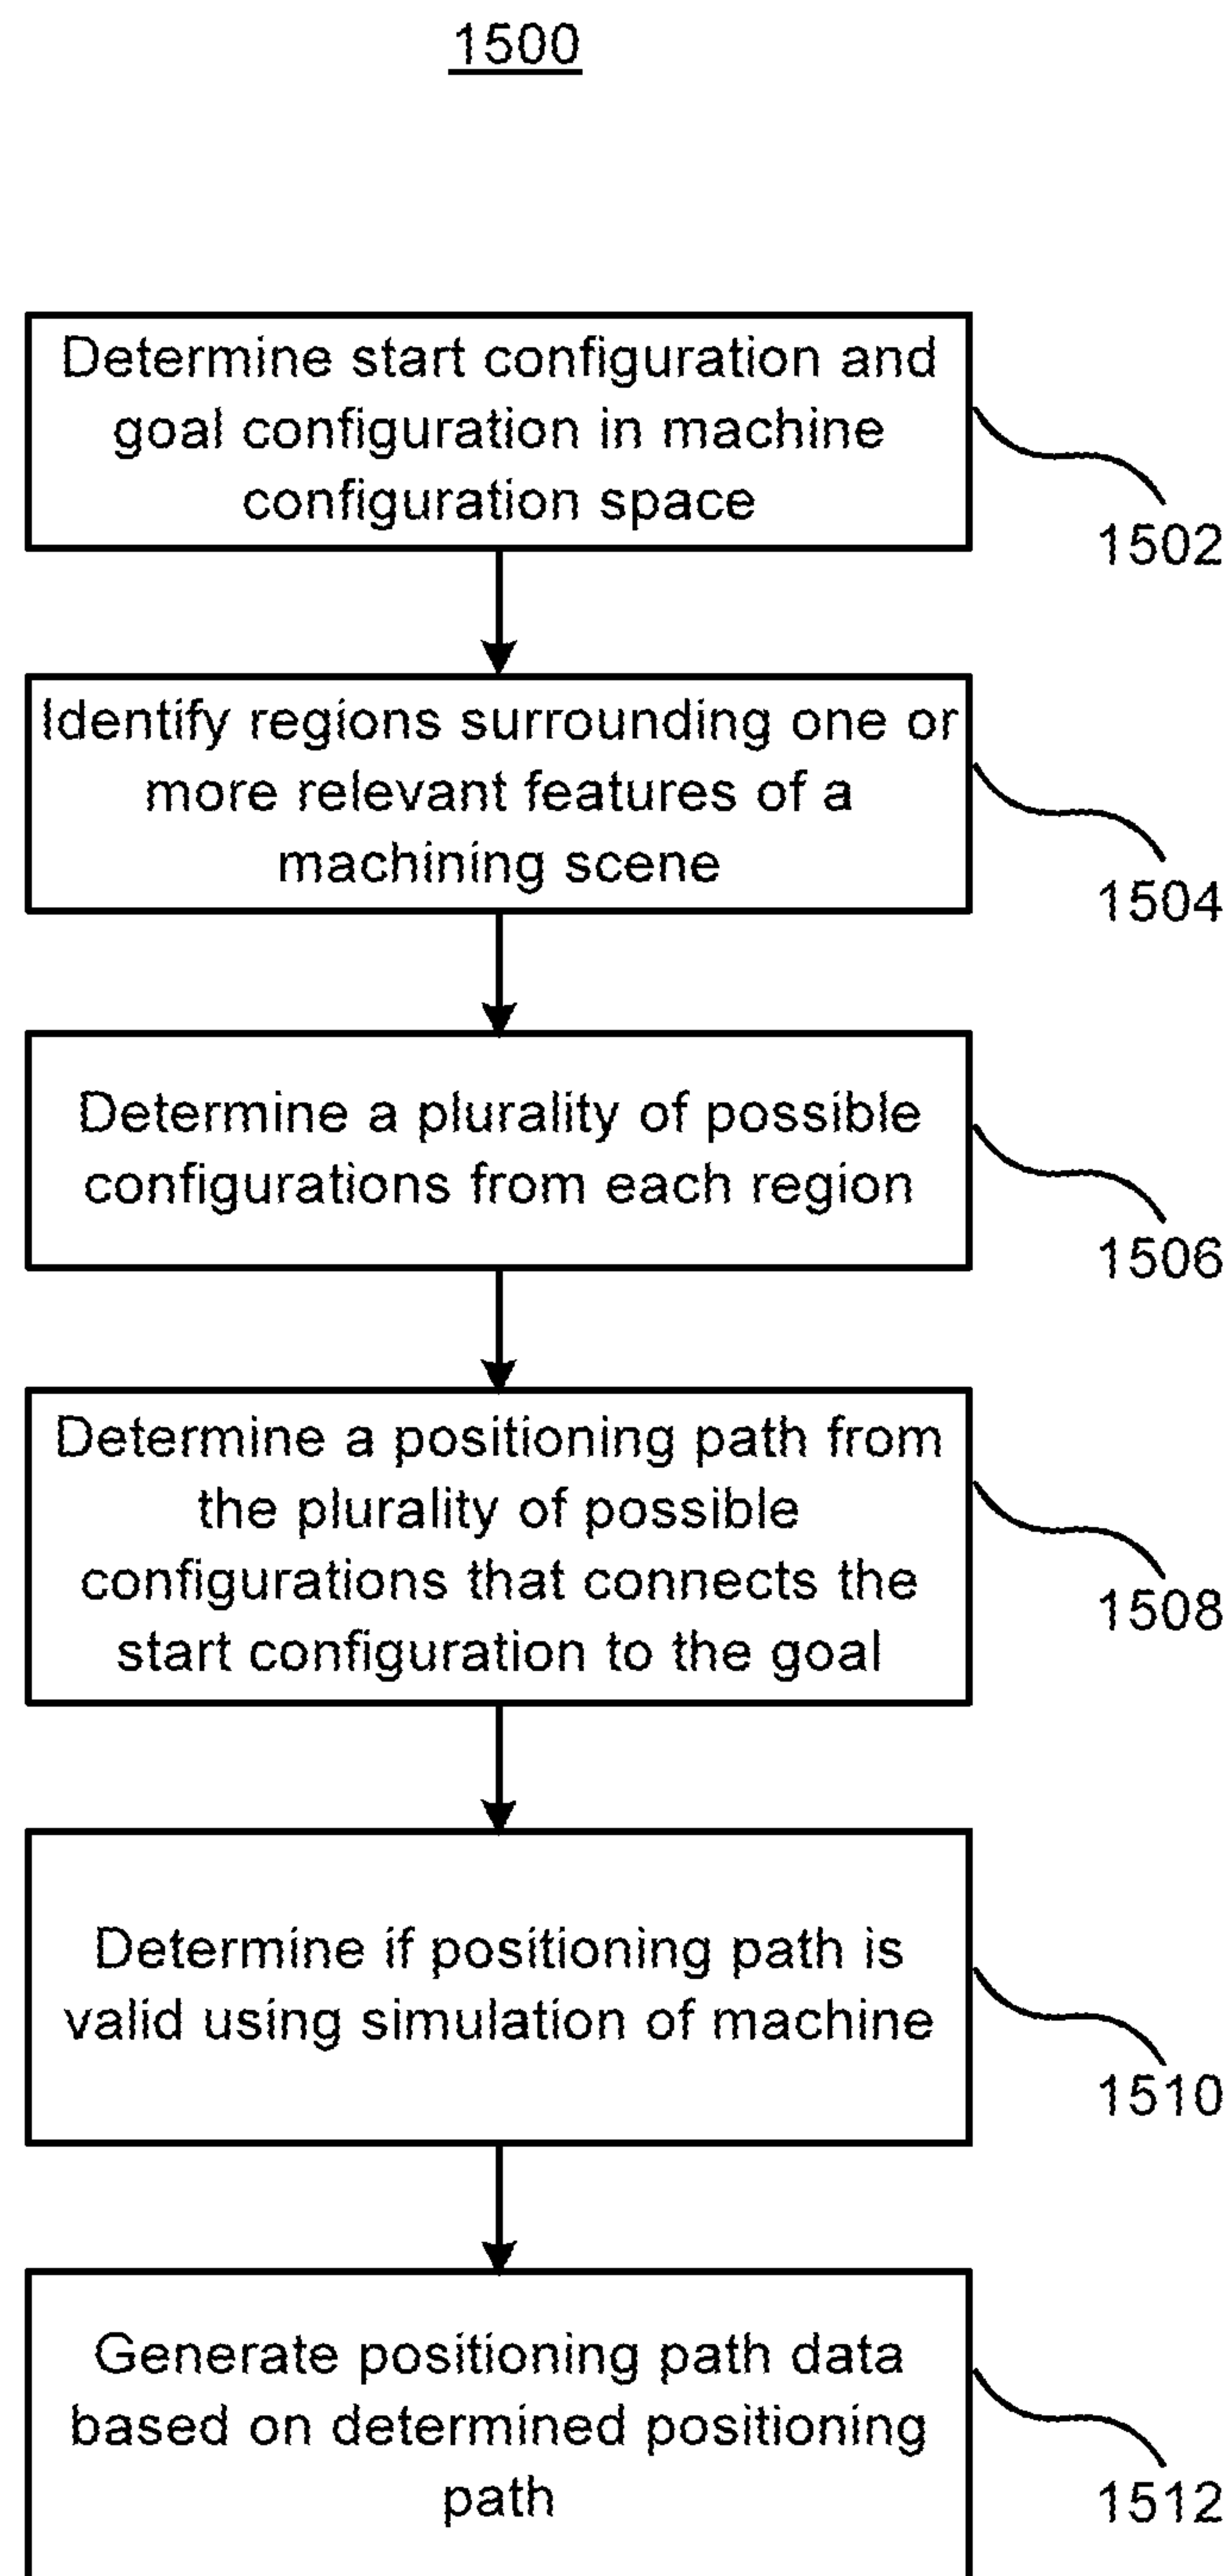 1500
Determine start configuration and
goal configuration in machine
configuration space
1502
Identify regions surrounding one or
more relevant features of a
machining scene
1504
Determine a plurality of possible
configurations from each region
1506
Determine a positioning path from
the plurality of possible
configurations that connects the
start configuration to the goal
1508
Determine if positioning path is
valid using simulation of machine
1510
Generate positioning path data
based on determined positioning
path
1512